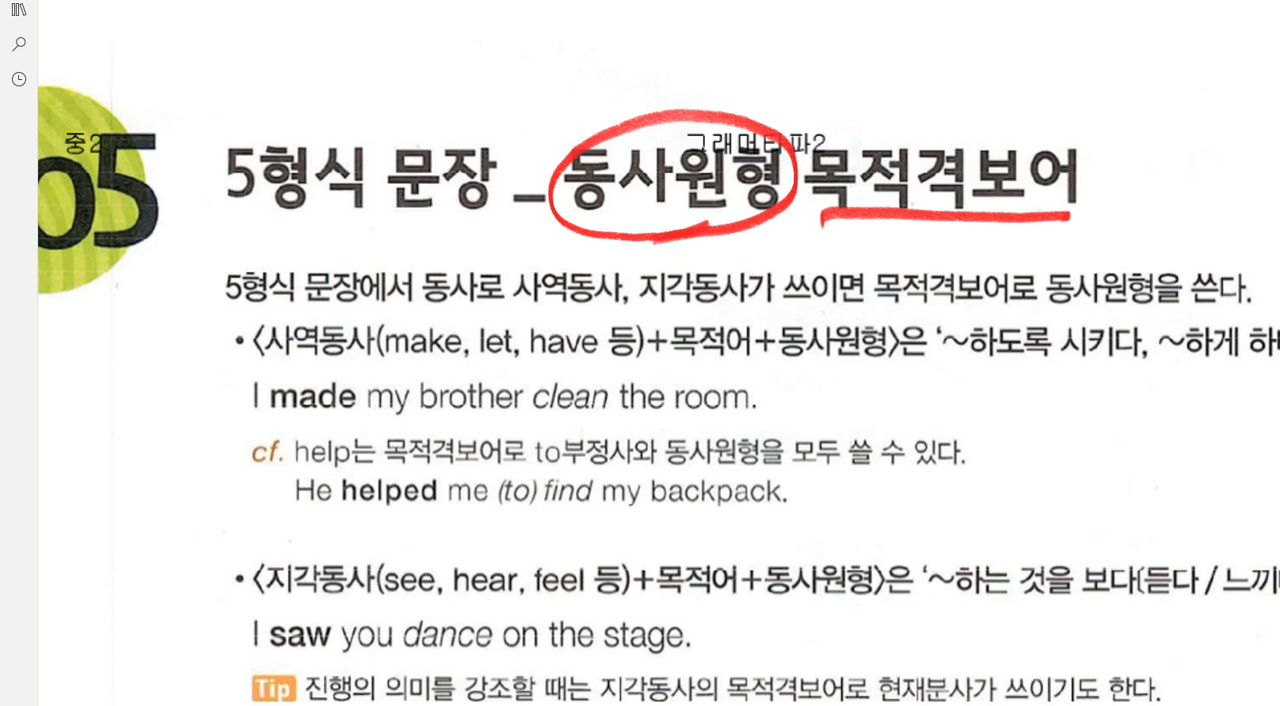 중2
그래머타파2
05
5형식 문장 _ 동사원형 목적격보어
5형식 문장에서 동사로 사역동사, 지각동사가 쓰이면 목적격보어로 동사원형을 쓴다.
• 〈사역동사(make, let, have 등)+목적어+동사원형〉은 ‘~하도록 시키다, ~하게 하
I made my brother clean the room.
cf. help는 목적격보어로 to부정사와 동사원형을 모두 쓸 수 있다.
He helped me (to) find my backpack.
• 〈지각동사(see, hear, feel 등)+목적어+동사원형〉은 ‘~하는 것을 보다(듣다 / 느끼
I saw you dance on the stage.
Tip 진행의 의미를 강조할 때는 지각동사의 목적격보어로 현재분사가 쓰이기도 한다.